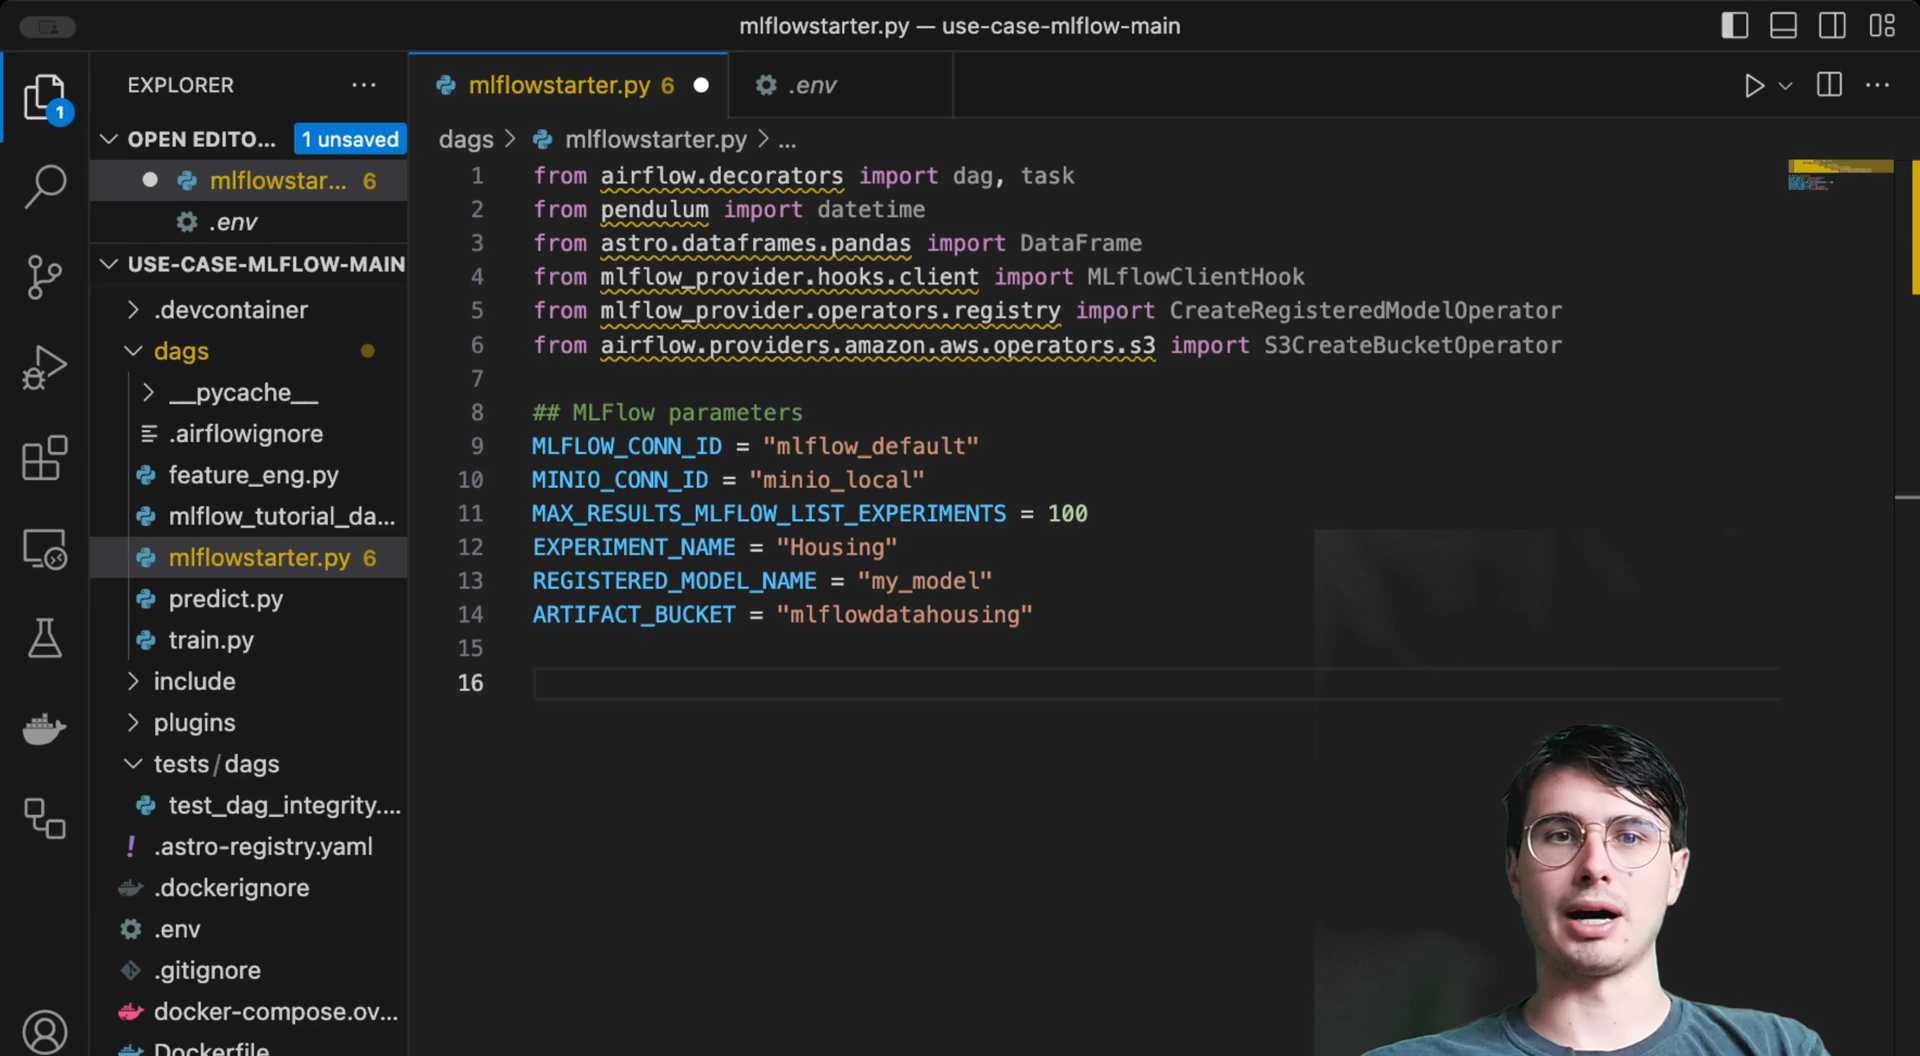 mlflowstarter.py — use-case-mlflow-main
EXPLORER
1
OPEN EDITO... 1 unsaved
mlflowstar... 6
.env
USE-CASE-MLFLOW-MAIN
.devcontainer
dags
__pycache__
.airflowignore
feature_eng.py
mlflow_tutorial_da...
mlflowstarter.py 6
predict.py
train.py
include
plugins
tests/dags
test_dag_integrity....
.astro-registry.yaml
.dockerignore
.env
.gitignore
docker-compose.ov...
Dockerfile
mlflowstarter.py 6
.env
dags > mlflowstarter.py > ...
1 from airflow.decorators import dag, task
2 from pendulum import datetime
3 from astro.dataframes.pandas import DataFrame
4 from mlflow_provider.hooks.client import MLflowClientHook
5 from mlflow_provider.operators.registry import CreateRegisteredModelOperator
6 from airflow.providers.amazon.aws.operators.s3 import S3CreateBucketOperator
7
8 ## MLFlow parameters
9 MLFLOW_CONN_ID = "mlflow_default"
10 MINIO_CONN_ID = "minio_local"
11 MAX_RESULTS_MLFLOW_LIST_EXPERIMENTS = 100
12 EXPERIMENT_NAME = "Housing"
13 REGISTERED_MODEL_NAME = "my_model"
14 ARTIFACT_BUCKET = "mlflowdatahousing"
15
16